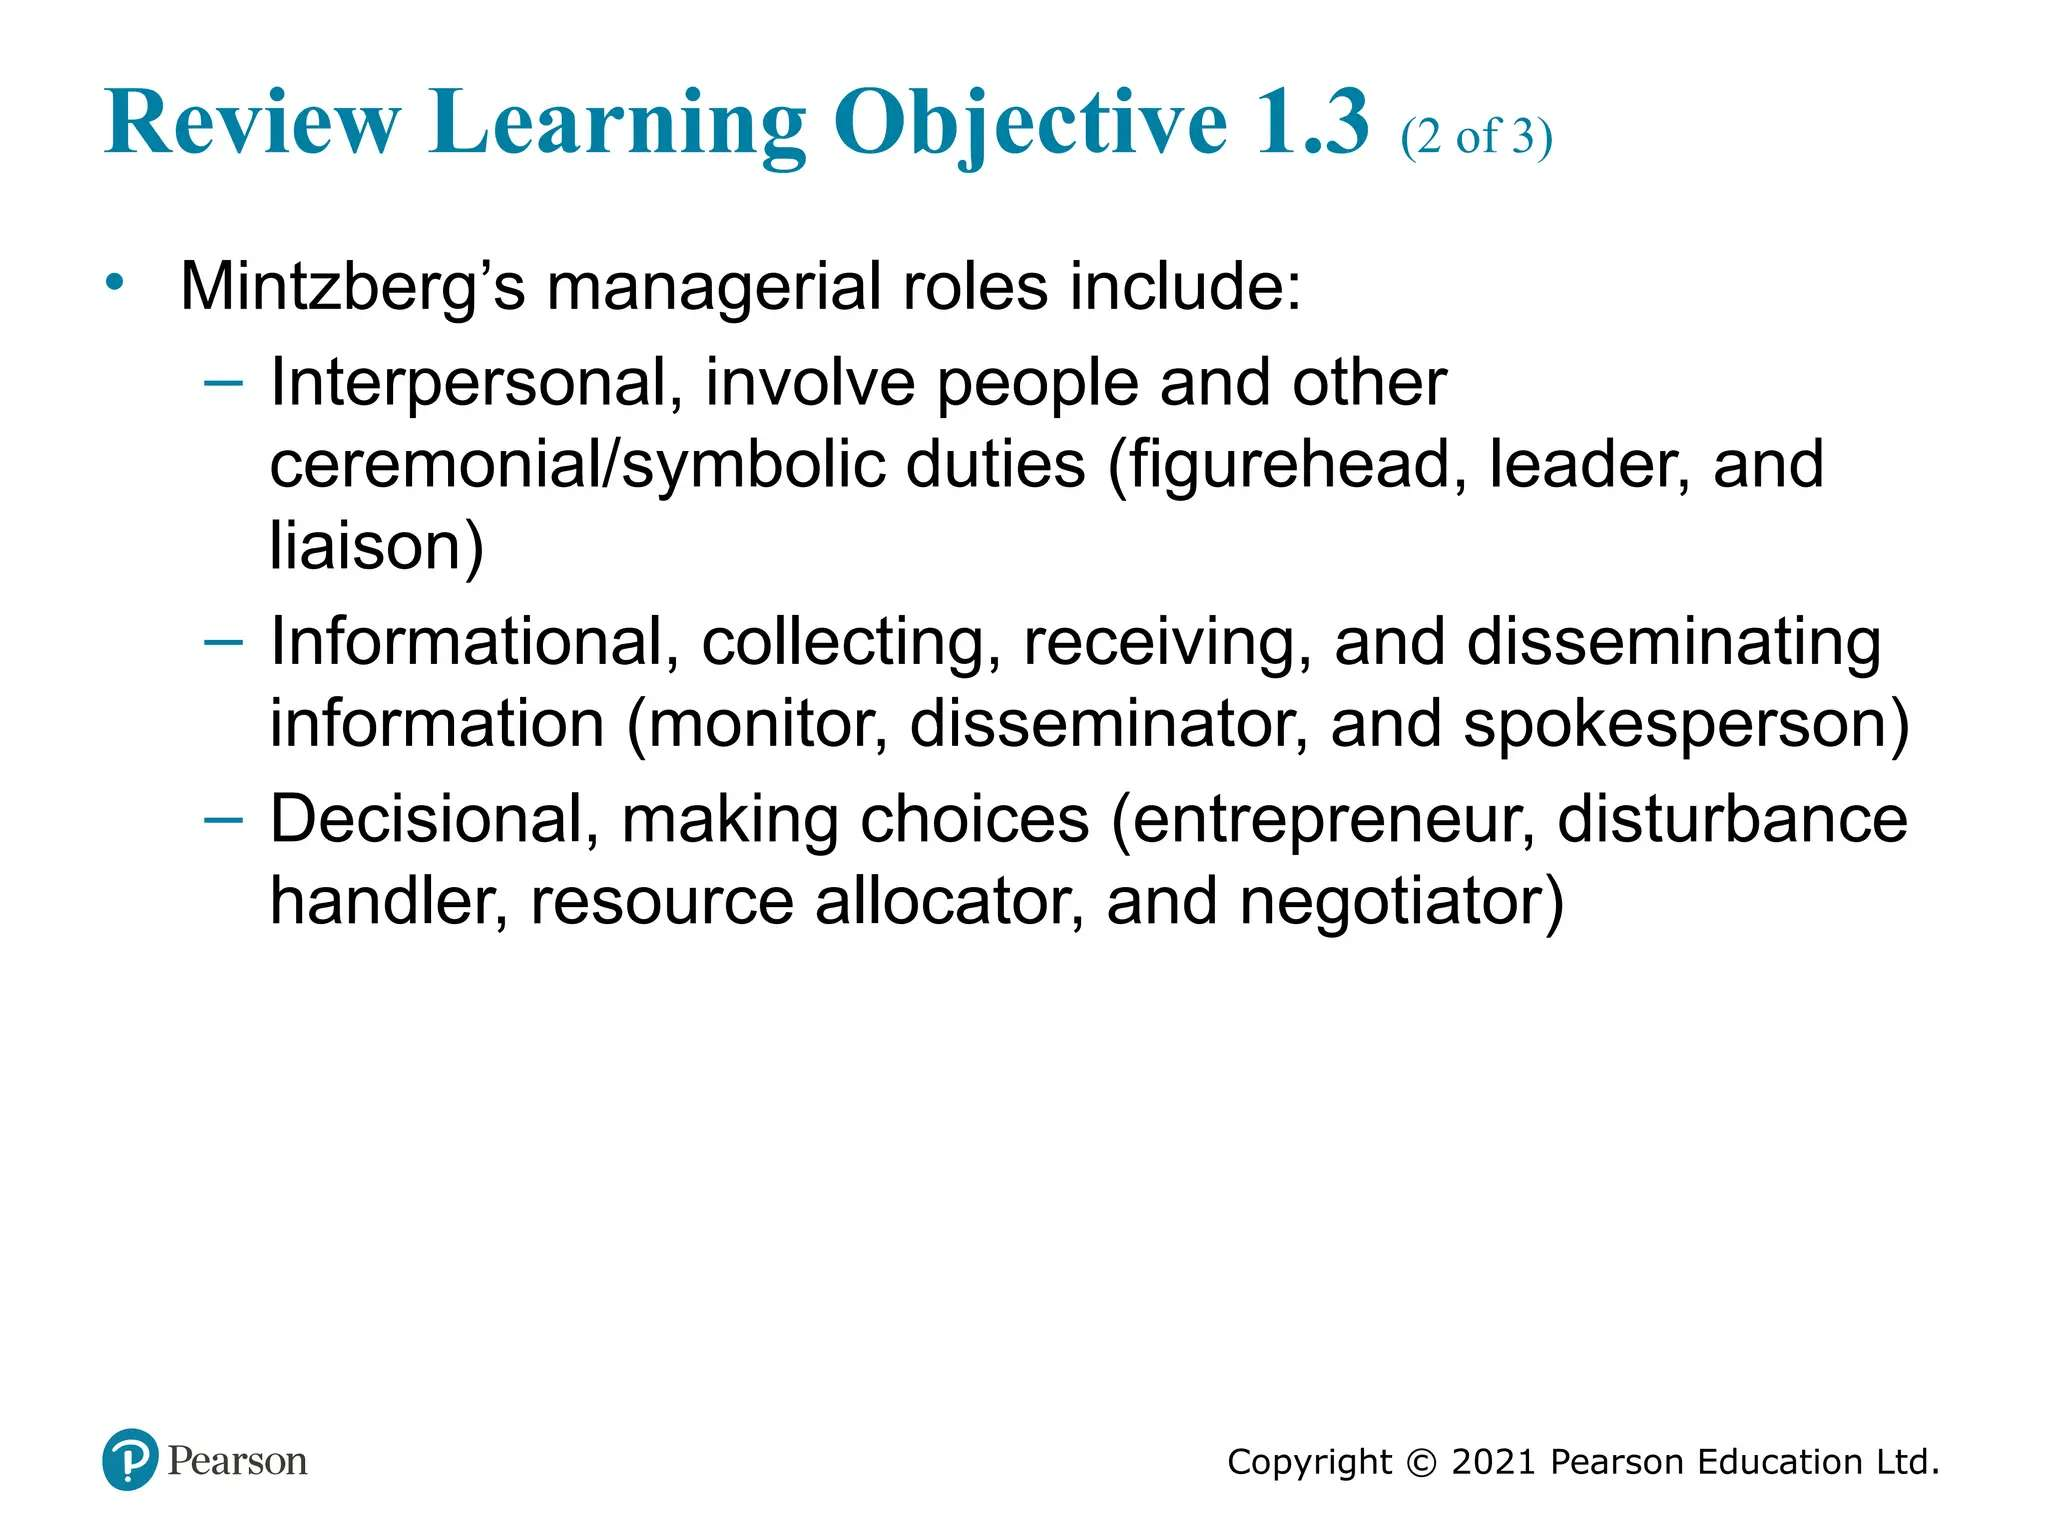 Review Learning Objective 1.3 (2 of 3)
• Mintzberg’s managerial roles include:
– Interpersonal, involve people and other
ceremonial/symbolic duties (figurehead, leader, and
liaison)
– Informational, collecting, receiving, and disseminating
information (monitor, disseminator, and spokesperson)
– Decisional, making choices (entrepreneur, disturbance
handler, resource allocator, and negotiator)
Pearson
Copyright © 2021 Pearson Education Ltd.